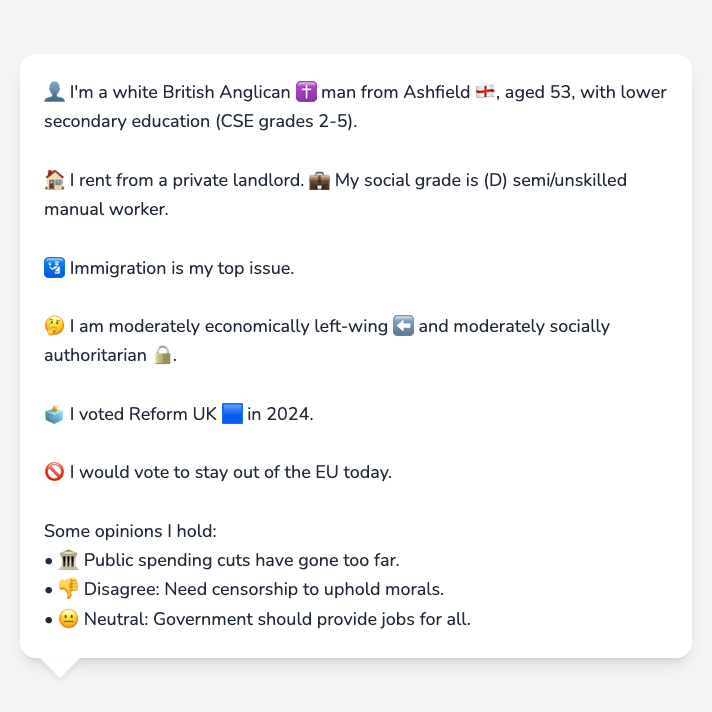 👤 I'm a white British Anglican ✝️ man from Ashfield 🏴󠁧󠁢󠁥󠁮󠁧󠁿, aged 53, with lower
secondary education (CSE grades 2-5).
🏠 I rent from a private landlord. 💼 My social grade is (D) semi/unskilled
manual worker.
🛂 Immigration is my top issue.
🤔 I am moderately economically left-wing ⬅️ and moderately socially
authoritarian 🔒.
🗳️ I voted Reform UK 🟦 in 2024.
🚫 I would vote to stay out of the EU today.
Some opinions I hold:
• 🏛️ Public spending cuts have gone too far.
• 👎 Disagree: Need censorship to uphold morals.
• 😐 Neutral: Government should provide jobs for all.